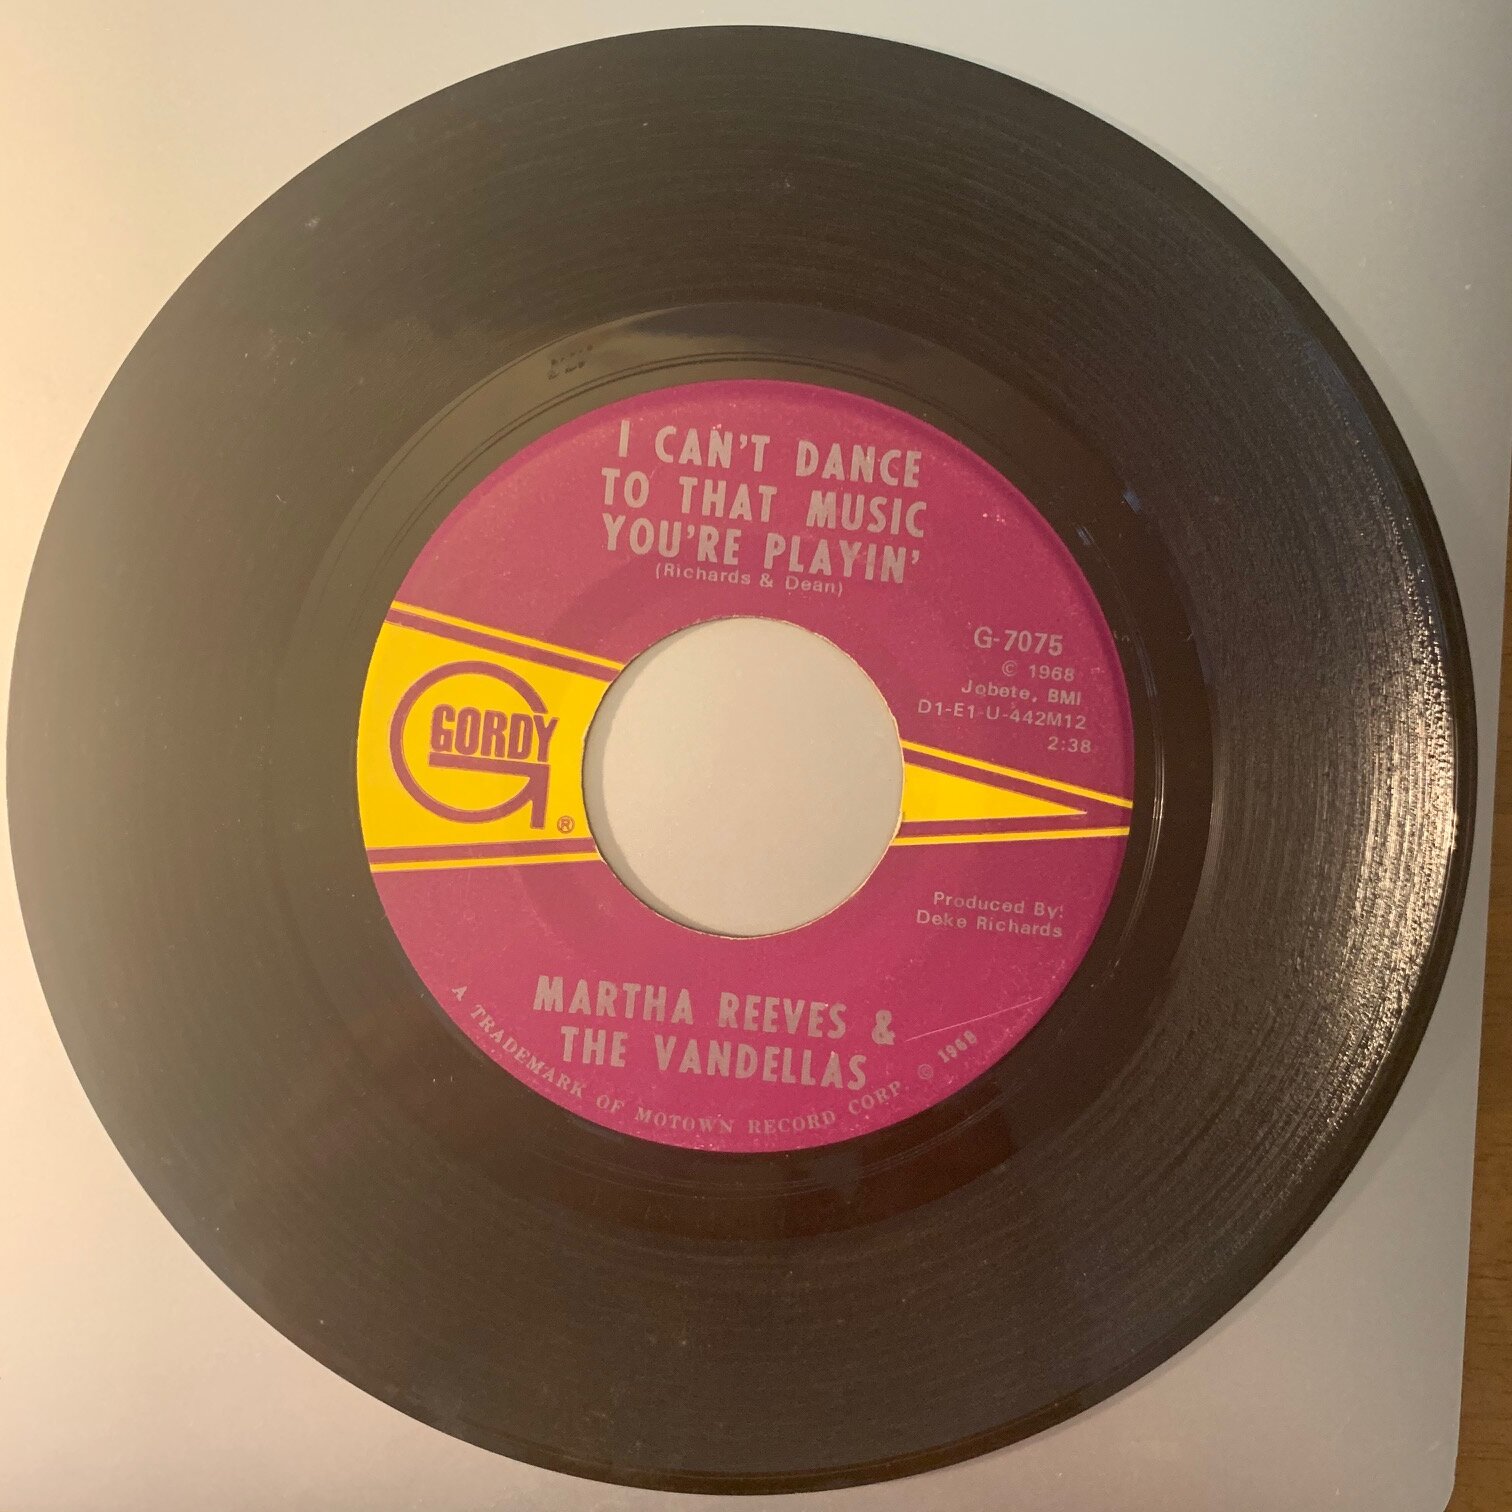 I CAN'T DANCE
TO THAT MUSIC
YOU'RE PLAYIN'
(Richards & Dean)
G-7075
© 1968
Jobete, BMI
D1-E1-U-442M12
2:38
GORDY
®
Produced By:
Deke Richards
MARTHA REEVES &
THE VANDELLAS
A TRADEMARK OF MOTOWN RECORD CORP. © 1968